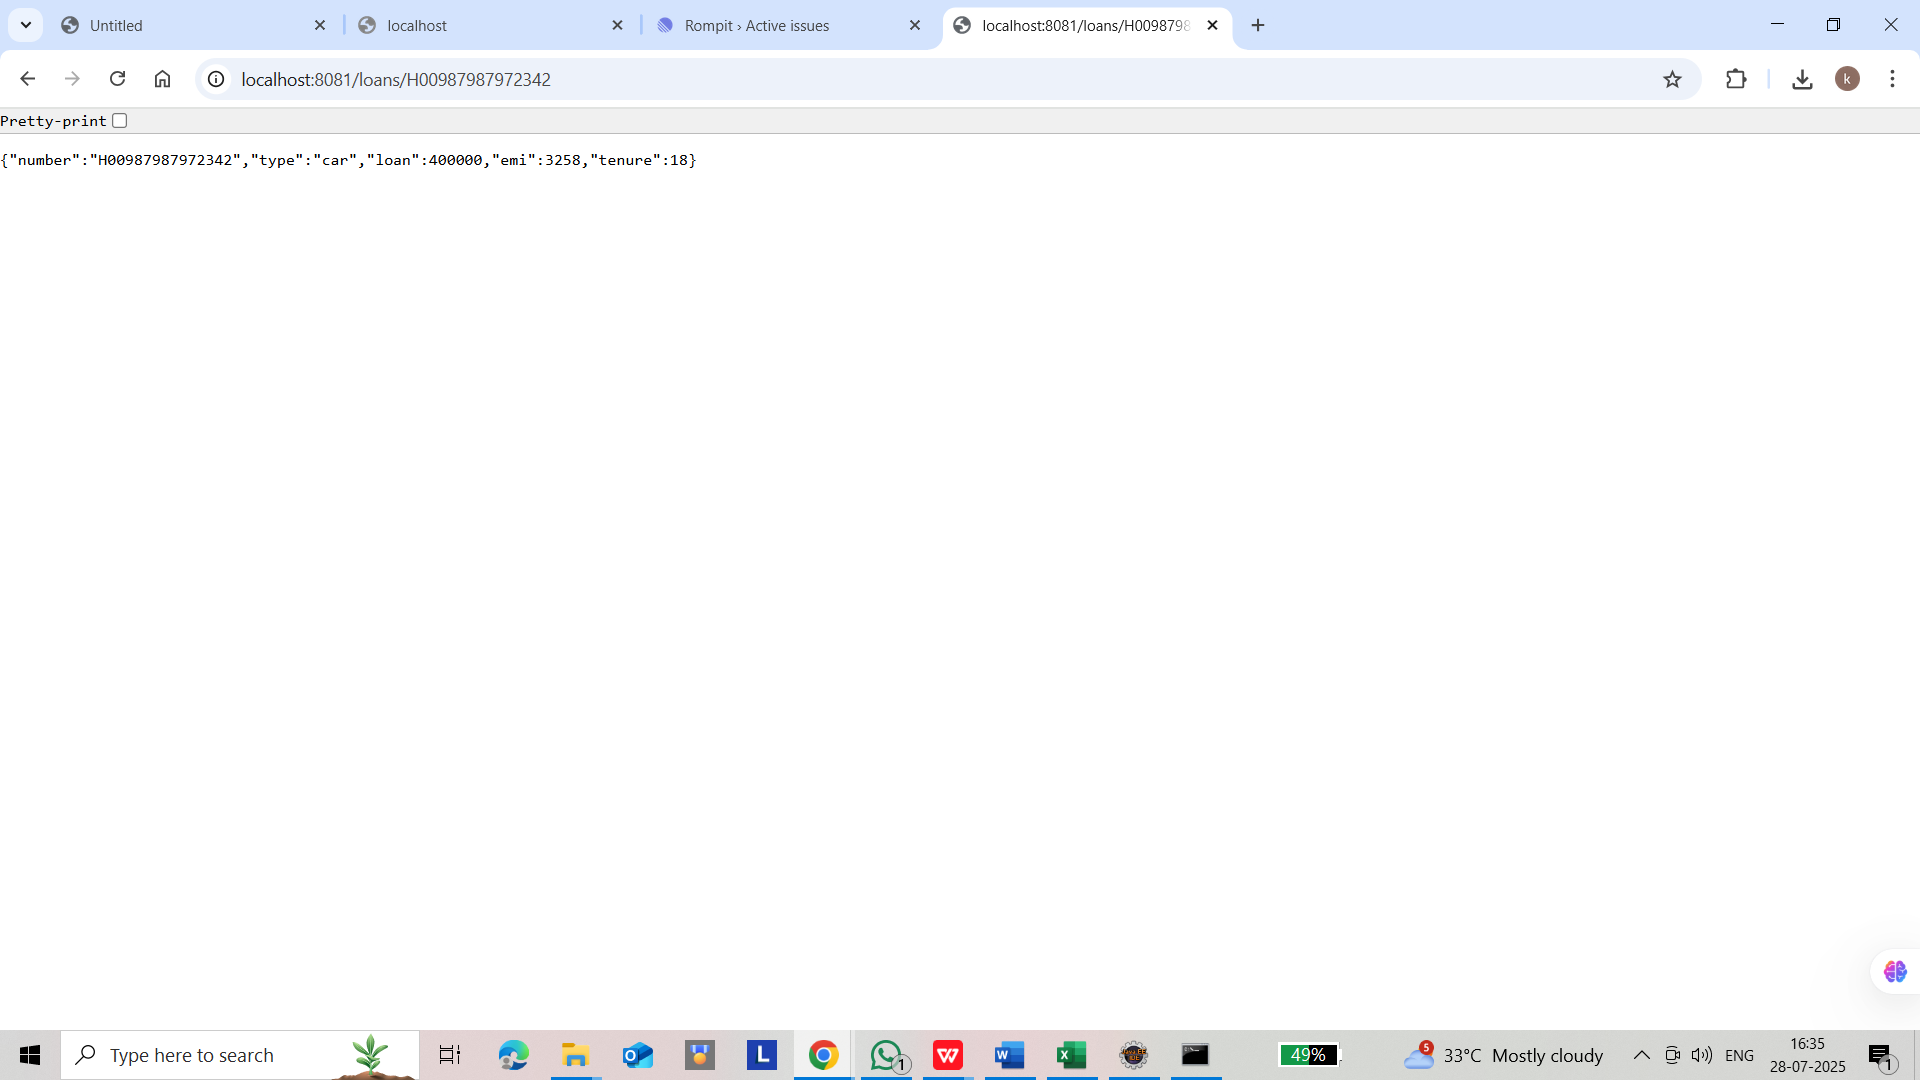 Untitled
localhost
Rompit › Active issues
localhost:8081/loans/H0098798
localhost:8081/loans/H00987987972342
k
Pretty-print
{"number":"H00987987972342","type":"car","loan":400000,"emi":3258,"tenure":18}
Type here to search
L
1
W
W
X
49%
5
33°C Mostly cloudy
ENG
16:35
28-07-2025
1